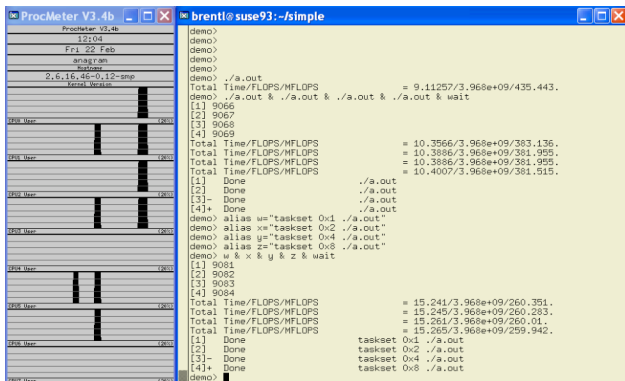 ProcMeter V3.4b
ProcMeter V3.4b
12:04
Fri 22 Feb
anagram
Hostname
2.6.16.46-0.12-smp
Kernel Version
CPU0 User (20%)
CPU1 User (20%)
CPU2 User (20%)
CPU3 User (20%)
CPU4 User (20%)
CPU5 User (20%)
CPU6 User (20%)
brentl@suse93:~/simple
demo>
demo>
demo>
demo>
demo> ./a.out
Total Time/FLOPS/MFLOPS = 9.11257/3.968e+09/435.443.
demo> ./a.out & ./a.out & ./a.out & ./a.out & wait
[1] 9066
[2] 9067
[3] 9068
[4] 9069
Total Time/FLOPS/MFLOPS = 10.3566/3.968e+09/383.136.
Total Time/FLOPS/MFLOPS = 10.3886/3.968e+09/381.955.
Total Time/FLOPS/MFLOPS = 10.3886/3.968e+09/381.955.
Total Time/FLOPS/MFLOPS = 10.4007/3.968e+09/381.515.
[1] Done ./a.out
[2] Done ./a.out
[3]- Done ./a.out
[4]+ Done ./a.out
demo> alias w="taskset 0x1 ./a.out"
demo> alias x="taskset 0x2 ./a.out"
demo> alias y="taskset 0x4 ./a.out"
demo> alias z="taskset 0x8 ./a.out"
demo> w & x & y & z & wait
[1] 9081
[2] 9082
[3] 9083
[4] 9084
Total Time/FLOPS/MFLOPS = 15.241/3.968e+09/260.351.
Total Time/FLOPS/MFLOPS = 15.245/3.968e+09/260.283.
Total Time/FLOPS/MFLOPS = 15.261/3.968e+09/260.01.
Total Time/FLOPS/MFLOPS = 15.265/3.968e+09/259.942.
[1] Done taskset 0x1 ./a.out
[2] Done taskset 0x2 ./a.out
[3]- Done taskset 0x4 ./a.out
[4]+ Done taskset 0x8 ./a.out
demo>